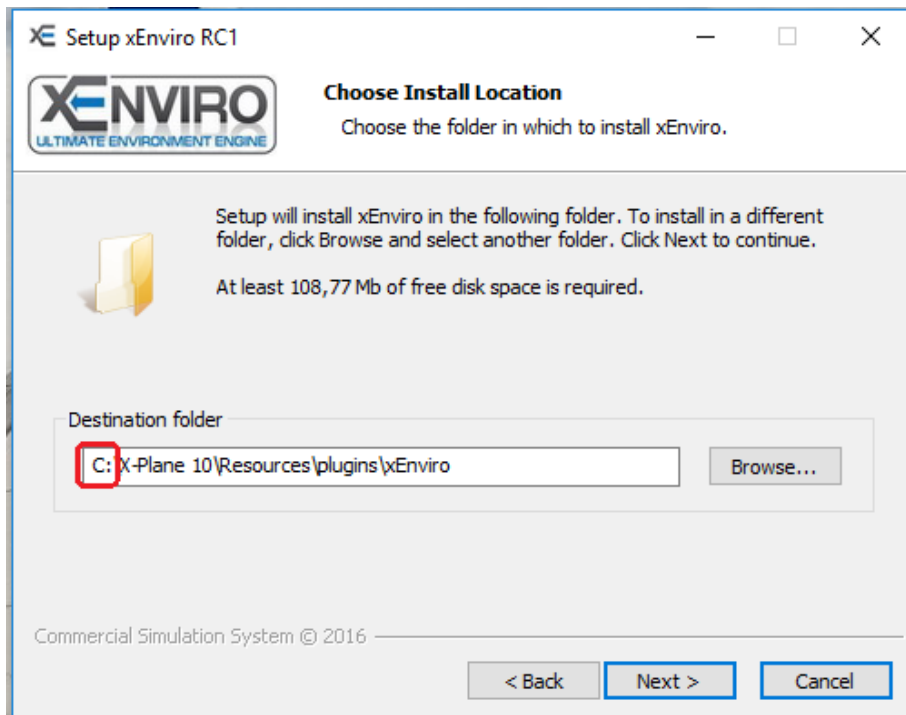 Setup xEnviro RC1
XENVIRO
ULTIMATE ENVIRONMENT ENGINE
Choose Install Location
Choose the folder in which to install xEnviro.
Setup will install xEnviro in the following folder. To install in a different
folder, click Browse and select another folder. Click Next to continue.
At least 108,77 Mb of free disk space is required.
Destination folder
C:\X-Plane 10\Resources\plugins\xEnviro
Browse...
Commercial Simulation System © 2016
< Back
Next >
Cancel